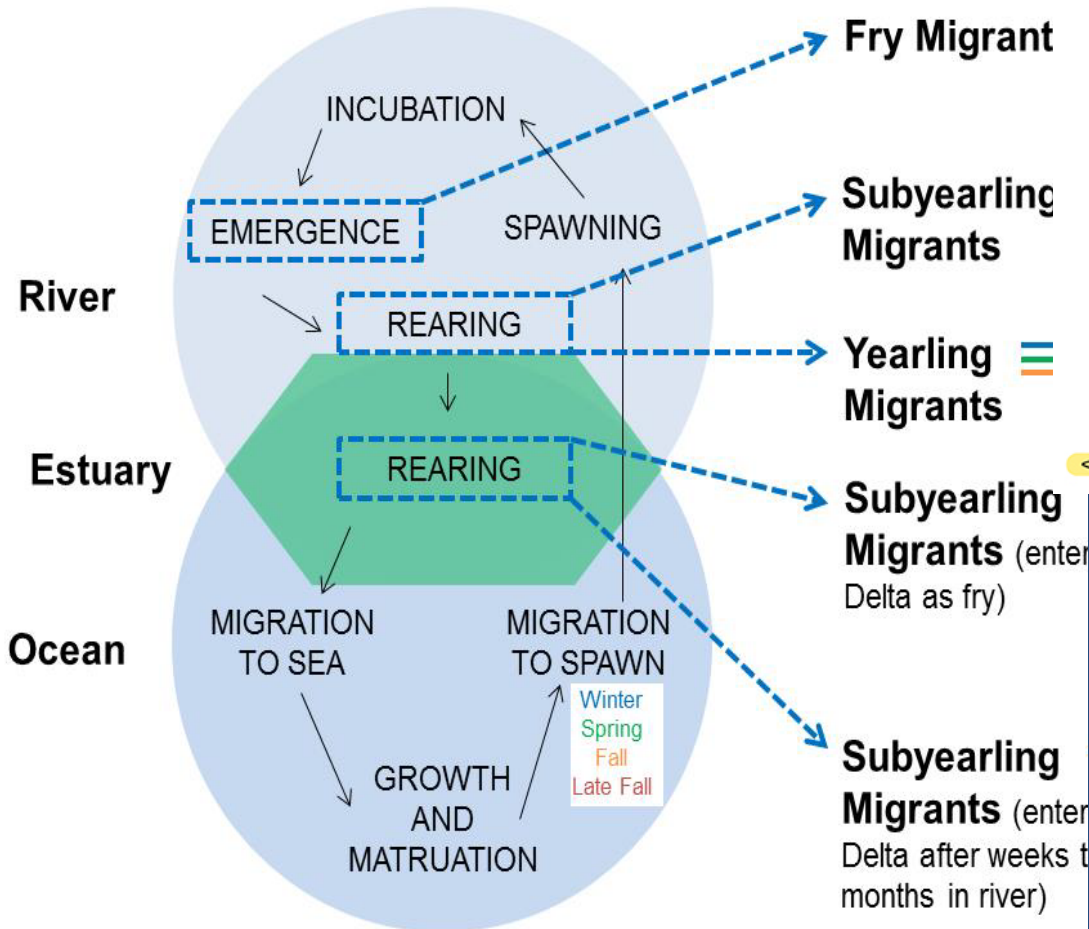 Fry Migrant
INCUBATION
Subyearling
Migrants
EMERGENCE
SPAWNING
River
REARING
Yearling
Migrants
Estuary
REARING
<
Subyearling
Migrants (enter
Delta as fry)
Ocean
MIGRATION
TO SEA
MIGRATION
TO SPAWN
Winter
Spring
Fall
Late Fall
GROWTH
AND
MATRUATION
Subyearling
Migrants (enter
Delta after weeks t
months in river)